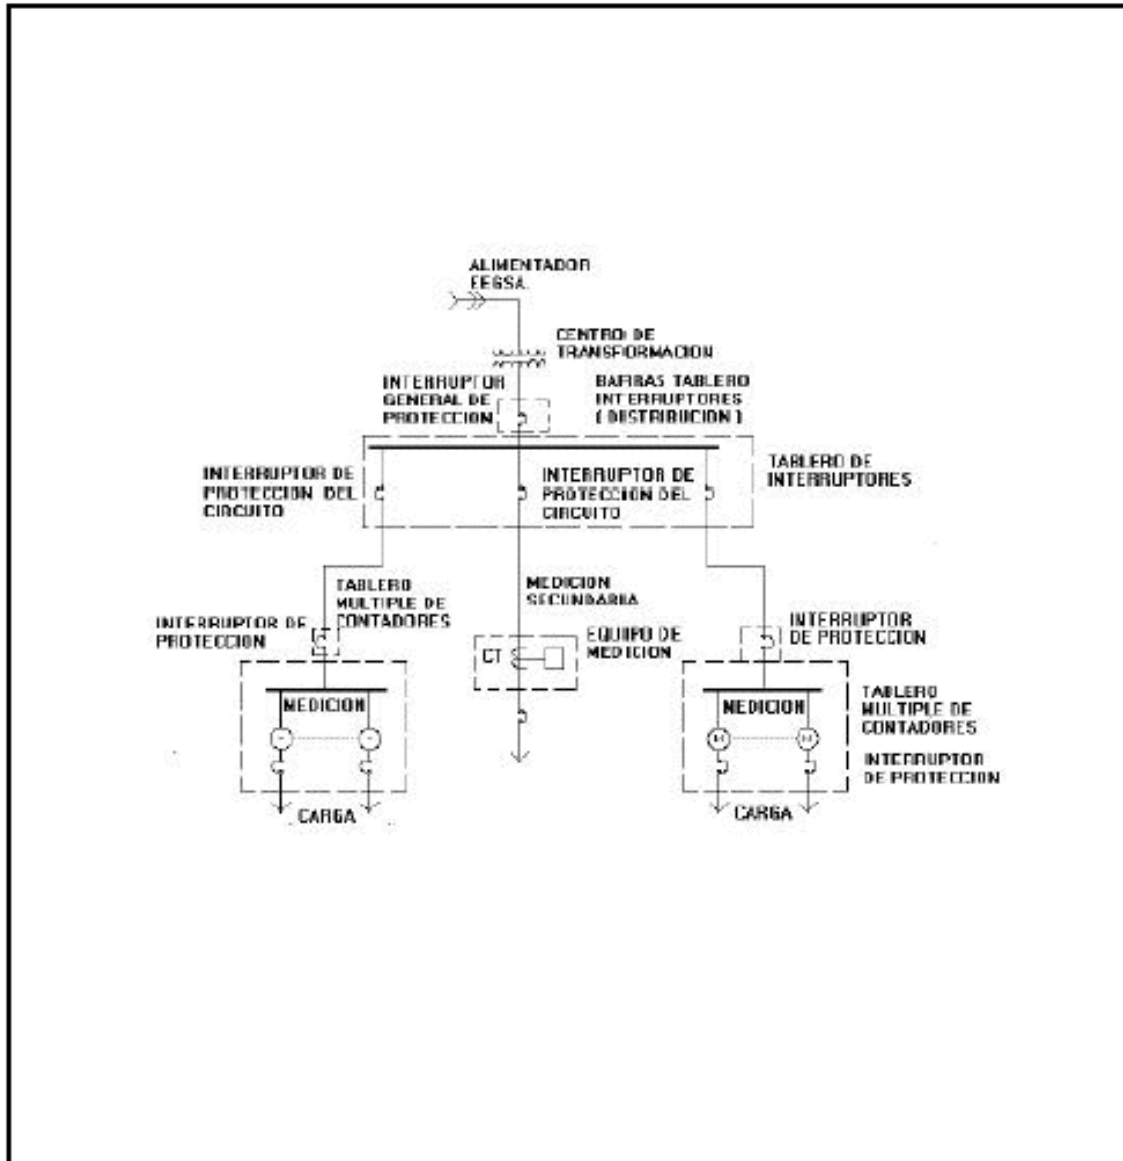 ALIMENTADOR
EEGSA.
CENTRO DE
TRANSFORMACION
INTERRUPTOR
GENERAL DE
PROTECCION
BARRAS TABLERO
INTERRUPTORES
( DISTRIBUCION )
INTERRUPTOR DE
PROTECCION DEL
CIRCUITO
INTERRUPTOR DE
PROTECCION DEL
CIRCUITO
TABLERO DE
INTERRUPTORES
TABLERO
MULTIPLE DE
CONTADORES
MEDICION
SECUNDARIA
INTERRUPTOR DE
PROTECCION
CT
EQUIPO DE
MEDICION
INTERRUPTOR
DE PROTECCION
MEDICION
MEDICION
TABLERO
MULTIPLE DE
CONTADORES
INTERRUPTOR
DE PROTECCION
CARGA
CARGA